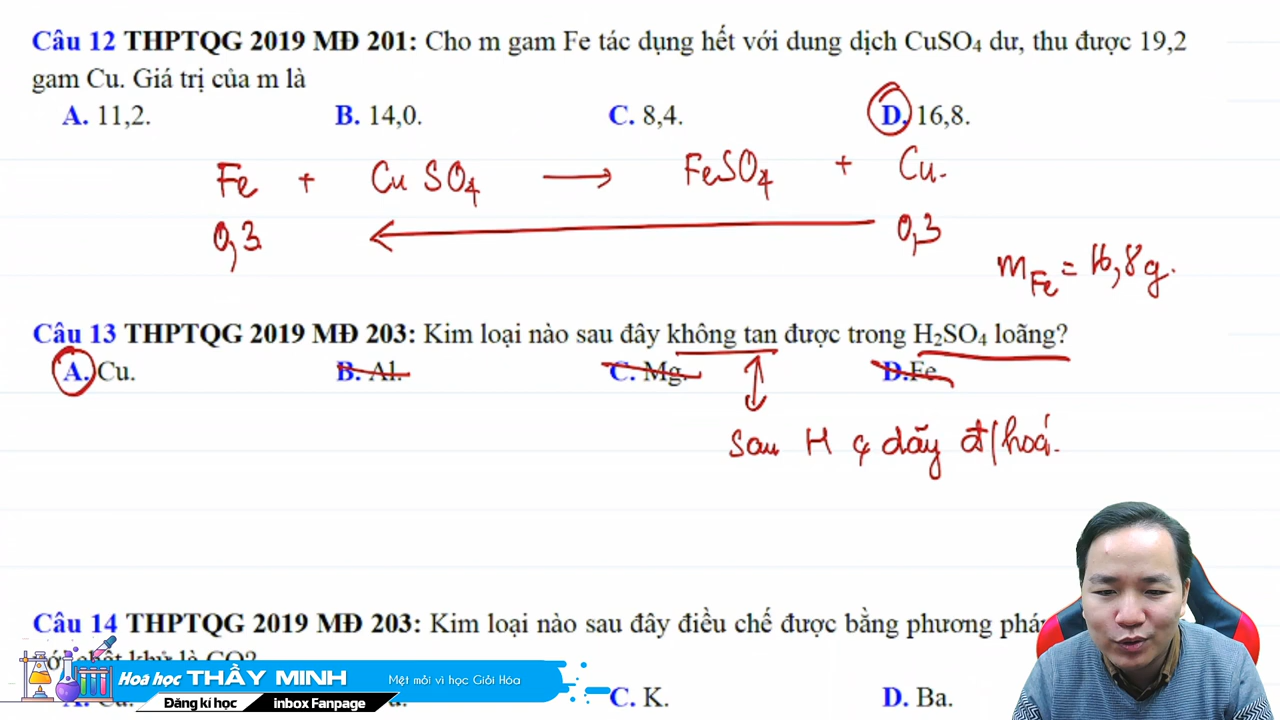 Câu 12 THPTQG 2019 MĐ 201: Cho m gam Fe tác dụng hết với dung dịch CuSO₄ dư, thu được 19,2
gam Cu. Giá trị của m là
A. 11,2. B. 14,0. C. 8,4. D. 16,8.
Fe + CuSO₄ → FeSO₄ + Cu.
0,3 ← 0,3
m Fe = 16,8g.
Câu 13 THPTQG 2019 MĐ 203: Kim loại nào sau đây không tan được trong H₂SO₄ loãng?
A. Cu. B. Al. C. Mg. D. Fe
Sau H dãy đ/hoá.
Câu 14 THPTQG 2019 MĐ 203: Kim loại nào sau đây điều chế được bằng phương
là CO?
C. K. D. Ba.
Hoá học THẦY MINH
Mệt mỏi vì học Giỏi Hóa
Đăng kí học inbox Fanpage